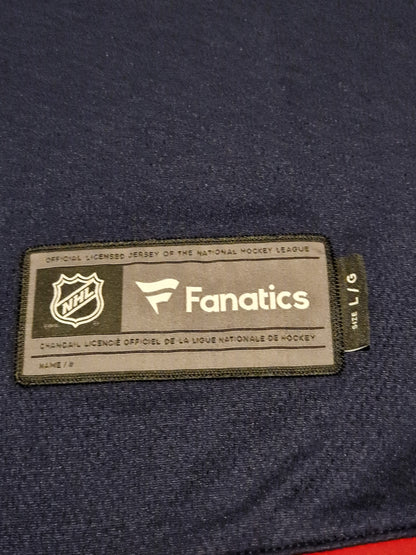 OFFICIAL LICENSED JERSEY OF THE NATIONAL HOCKEY LEAGUE
NHL
Fanatics
SIZE L / G
CHANDAIL LICENCIÉ OFFICIEL DE LA LIGUE NATIONALE DE HOCKEY
NAME / #